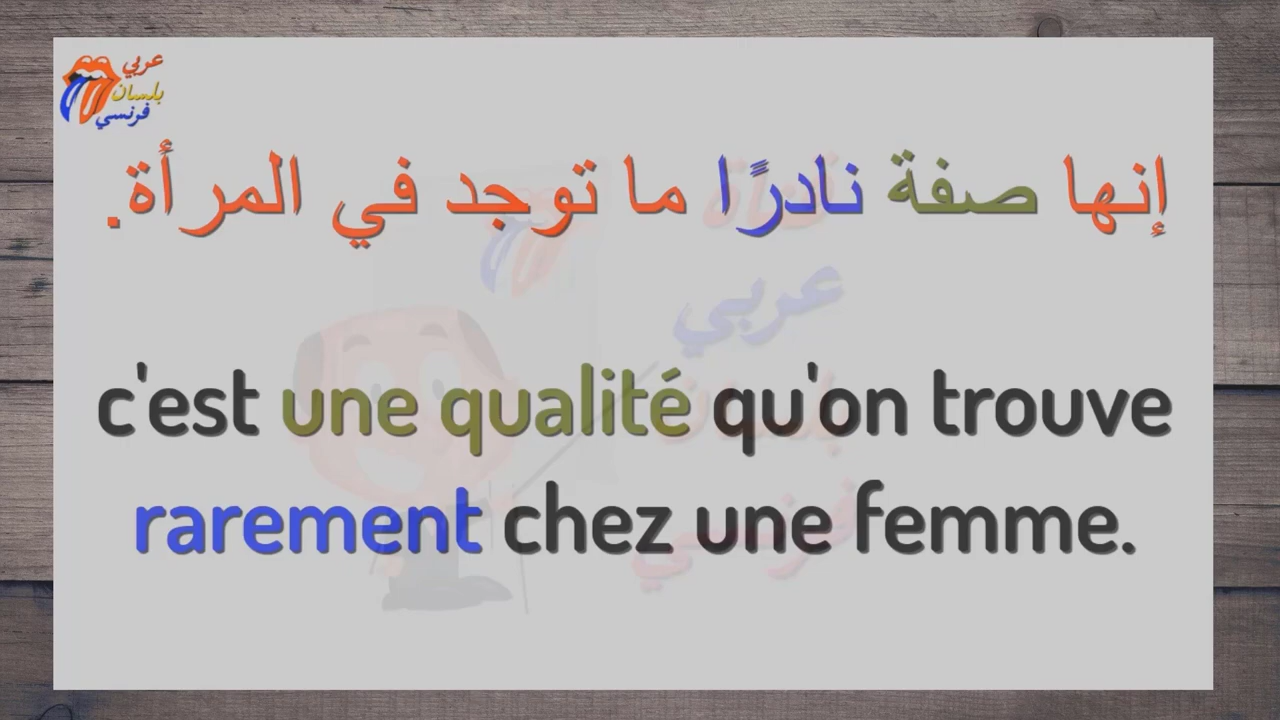 عربي
بلسان
فرنسي
إنها صفة نادرًا ما توجد في المرأة.
عربي
c'est une qualité qu'on trouve
rarement chez une femme.